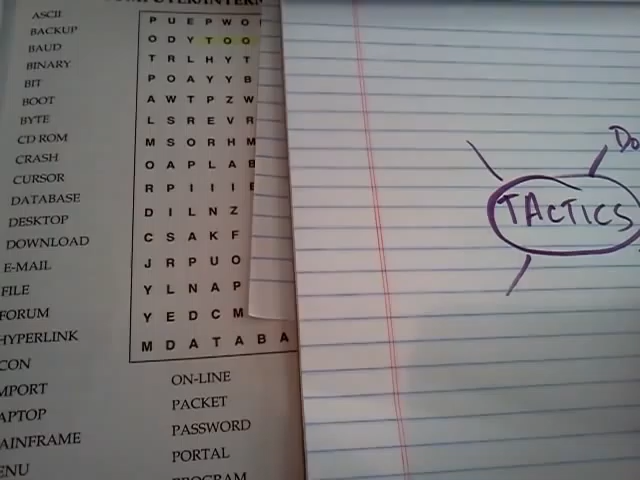 ASCII
BACKUP
BAUD
BINARY
BIT
BOOT
BYTE
CD ROM
CRASH
CURSOR
DATABASE
DESKTOP
DOWNLOAD
E-MAIL
FILE
FORUM
HYPERLINK
CON
MPORT
APTOP
AINFRAME
ENU
P U E P W O
O D Y T O O
T R L H Y T
P O A Y Y B
A W T P Z W
L S R E V R
M S O R H M
O A P L A B
R P I I I E
D I L N Z
C S A K F
J R P U O
Y L N A P
Y E D C M
M D A T A B A
ON-LINE
PACKET
PASSWORD
PORTAL
PROGRAM
TACTICS
Do